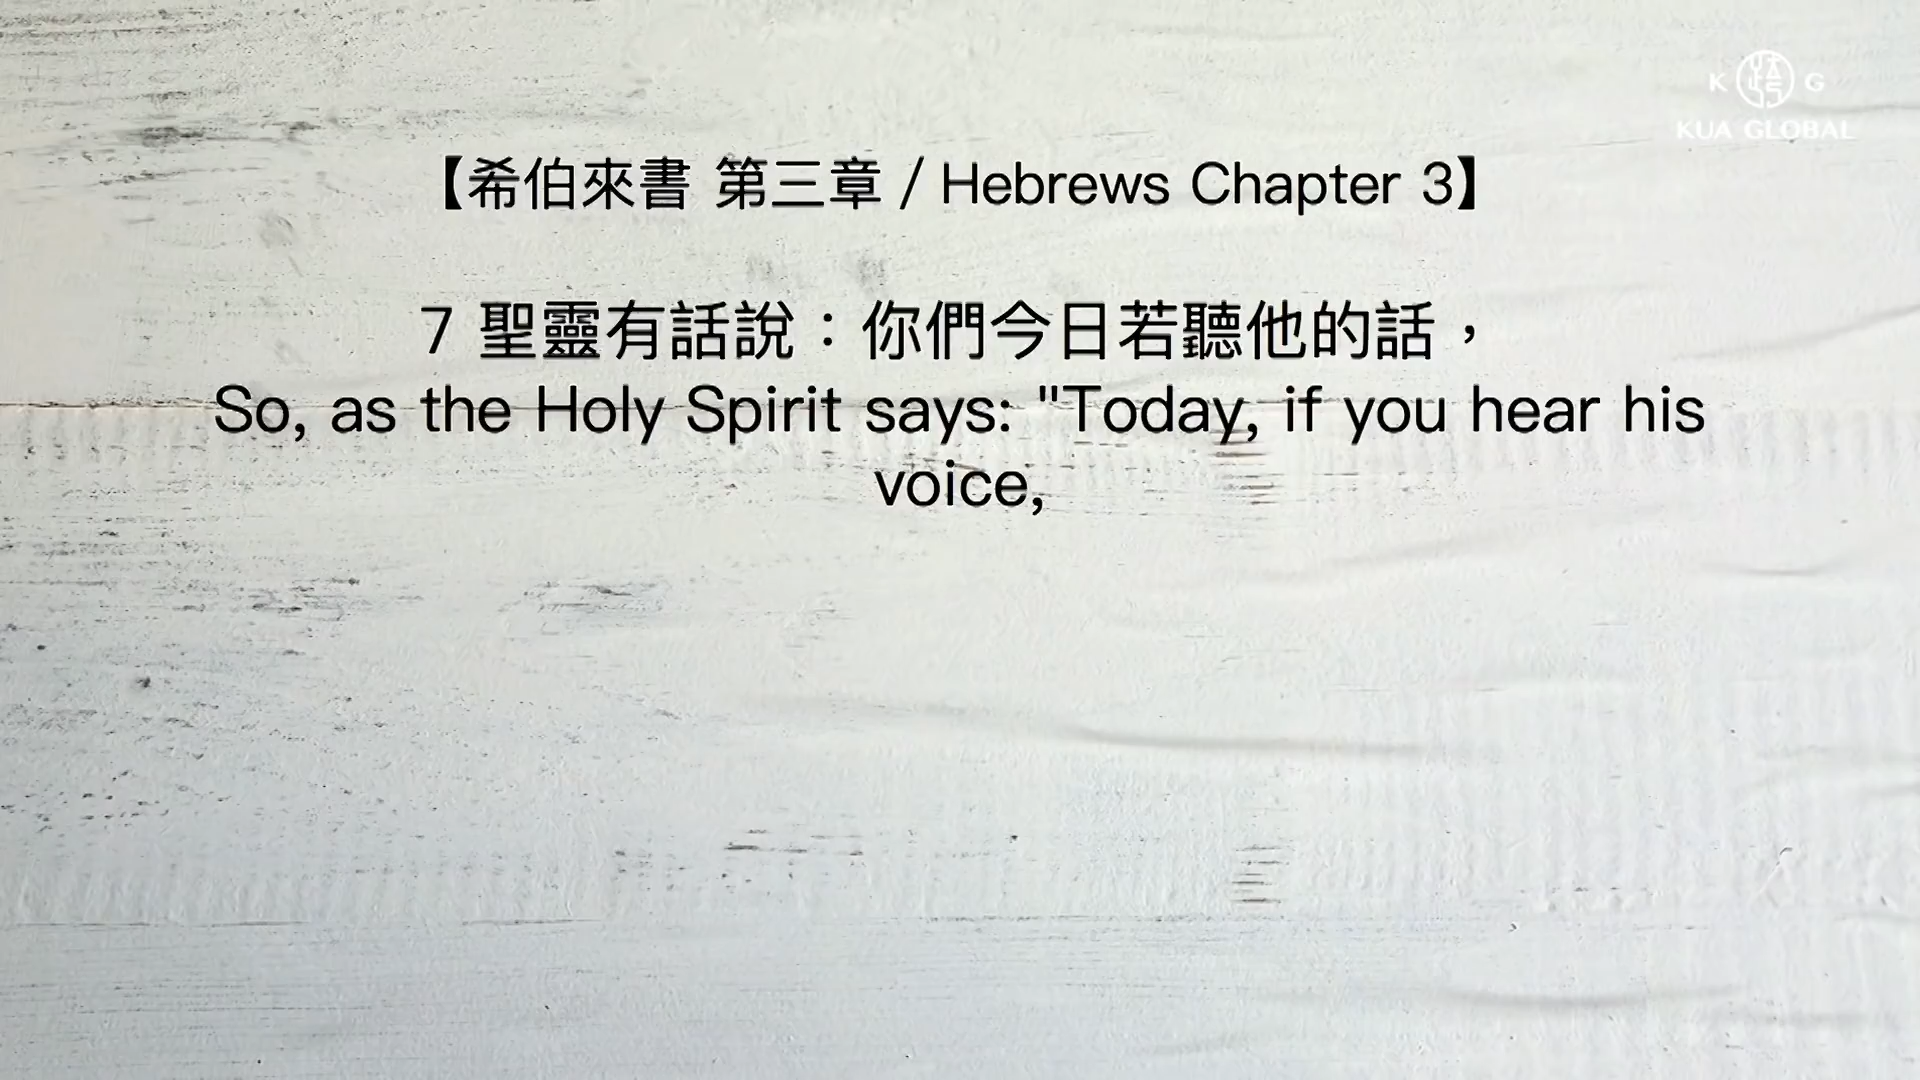 K G
KUA GLOBAL
【希伯來書 第三章 / Hebrews Chapter 3】
7 聖靈有話說：你們今日若聽他的話，
So, as the Holy Spirit says: "Today, if you hear his
voice,